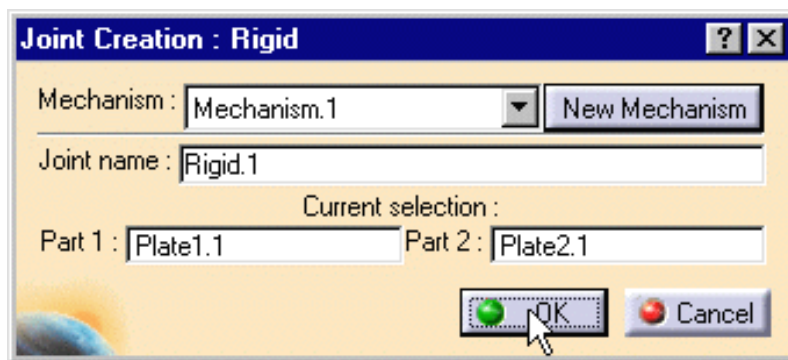 Joint Creation : Rigid
Mechanism : Mechanism.1 New Mechanism
Joint name : Rigid.1
Current selection :
Part 1 : Plate1.1 Part 2 : Plate2.1
OK Cancel